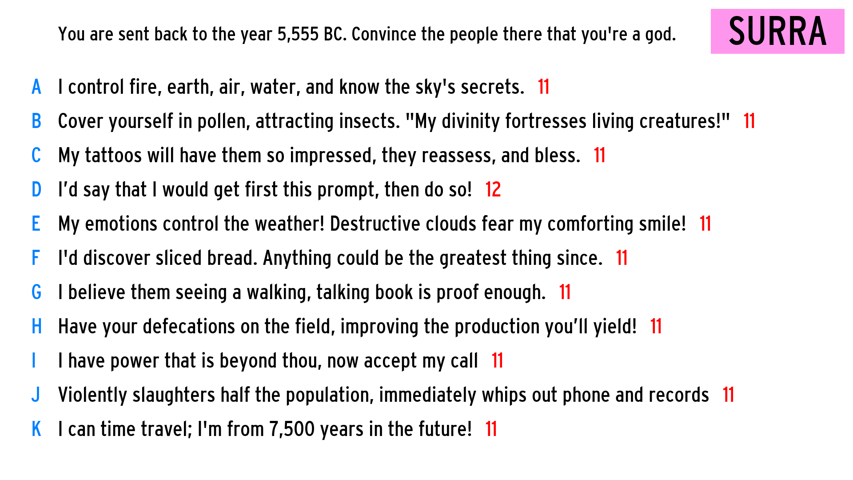 You are sent back to the year 5,555 BC. Convince the people there that you're a god.
SURRA
A I control fire, earth, air, water, and know the sky's secrets. 11
B Cover yourself in pollen, attracting insects. "My divinity fortresses living creatures!" 11
C My tattoos will have them so impressed, they reassess, and bless. 11
D I’d say that I would get first this prompt, then do so! 12
E My emotions control the weather! Destructive clouds fear my comforting smile! 11
F I'd discover sliced bread. Anything could be the greatest thing since. 11
G I believe them seeing a walking, talking book is proof enough. 11
H Have your defecations on the field, improving the production you’ll yield! 11
I I have power that is beyond thou, now accept my call 11
J Violently slaughters half the population, immediately whips out phone and records 11
K I can time travel; I'm from 7,500 years in the future! 11